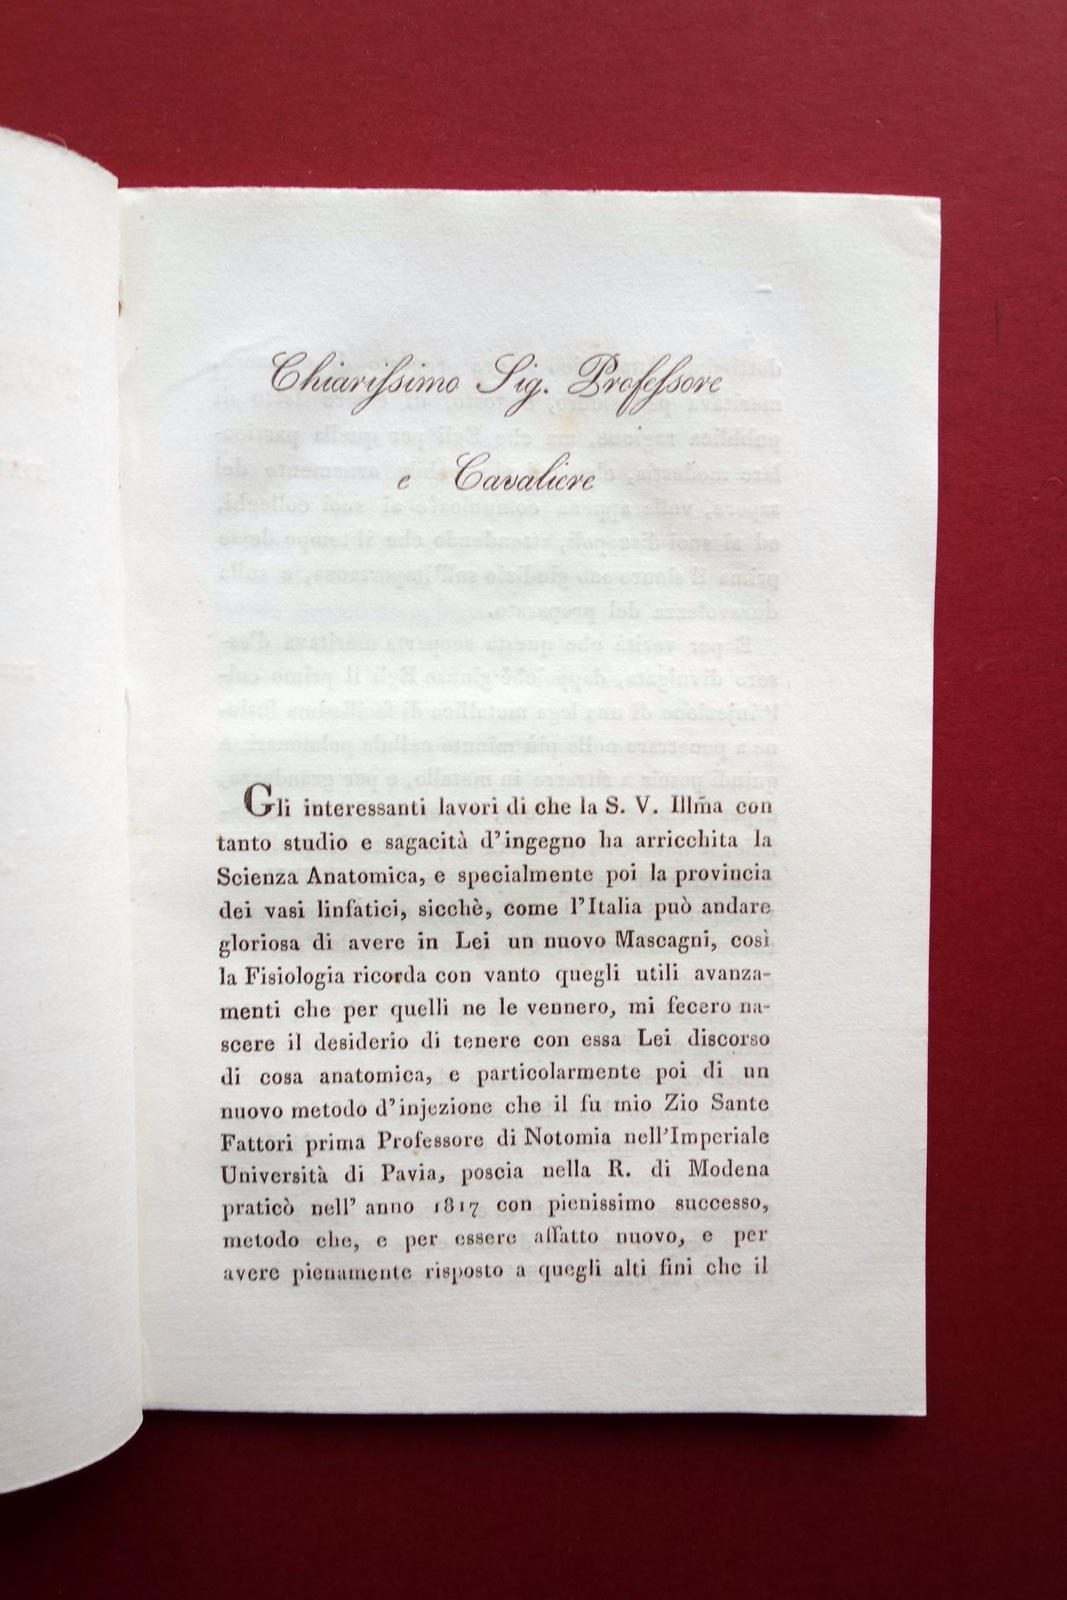 Chiarissimo Sig. Professore
e Cavaliere
Gli interessanti lavori di che la S. V. Illm̃a con
tanto studio e sagacità d'ingegno ha arricchita la
Scienza Anatomica, e specialmente poi la provincia
dei vasi linfatici, sicchè, come l'Italia può andare
gloriosa di avere in Lei un nuovo Mascagni, così
la Fisiologia ricorda con vanto quegli utili avanza-
menti che per quelli ne le vennero, mi fecero na-
scere il desiderio di tenere con essa Lei discorso
di cosa anatomica, e particolarmente poi di un
nuovo metodo d'injezione che il fu mio Zio Sante
Fattori prima Professore di Notomia nell'Imperiale
Università di Pavia, poscia nella R. di Modena
praticò nell' anno 1817 con pienissimo successo,
metodo che, e per essere affatto nuovo, e per
avere pienamente risposto a quegli alti fini che il